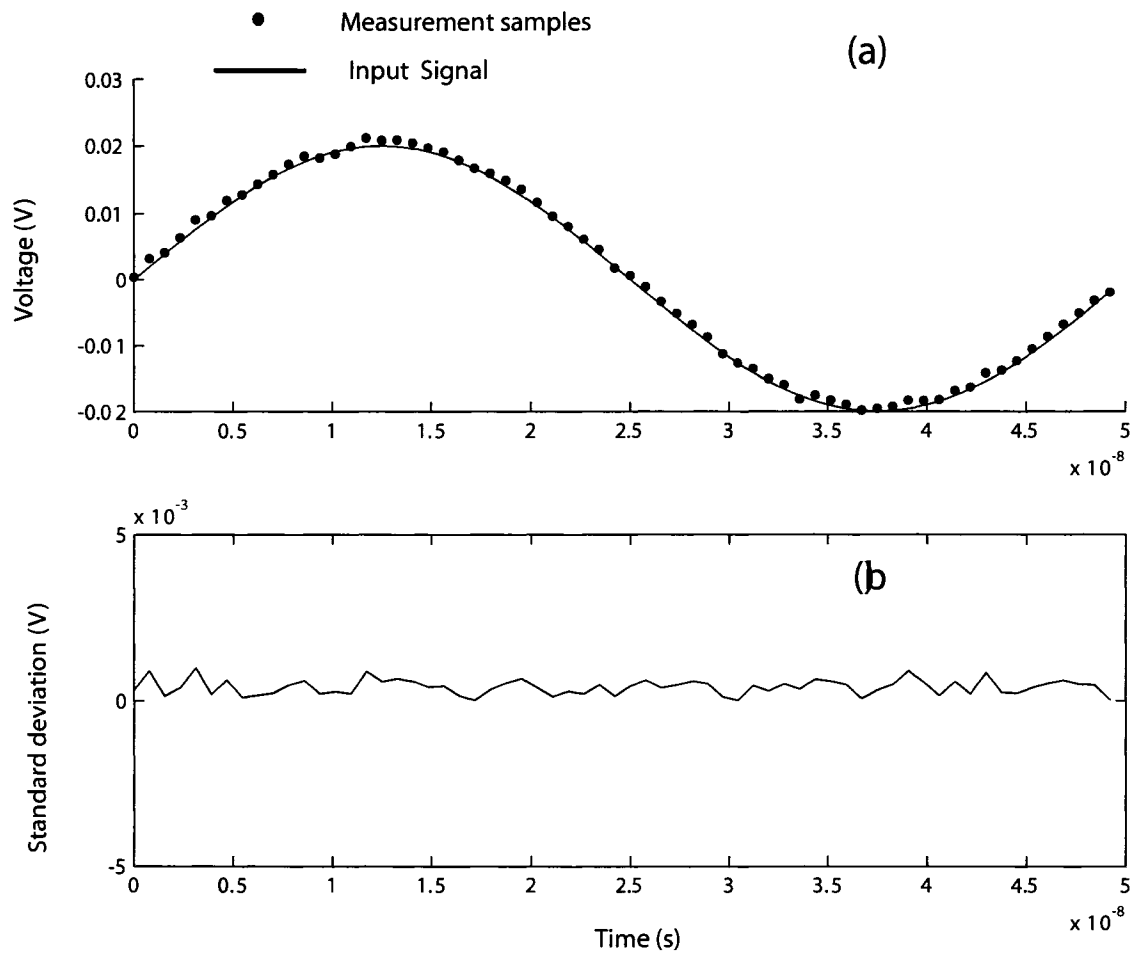 Measurement samples
(a)
Input Signal
0.03
0.02
0.01
0
-0.01
-0.02
Voltage (V)
0 0.5 1 1.5 2 2.5 3 3.5 4 4.5 5
x 10-8
x 10-3
5
(b
0
-5
Standard deviation (V)
0 0.5 1 1.5 2 2.5 3 3.5 4 4.5 5
x 10-8
Time (s)